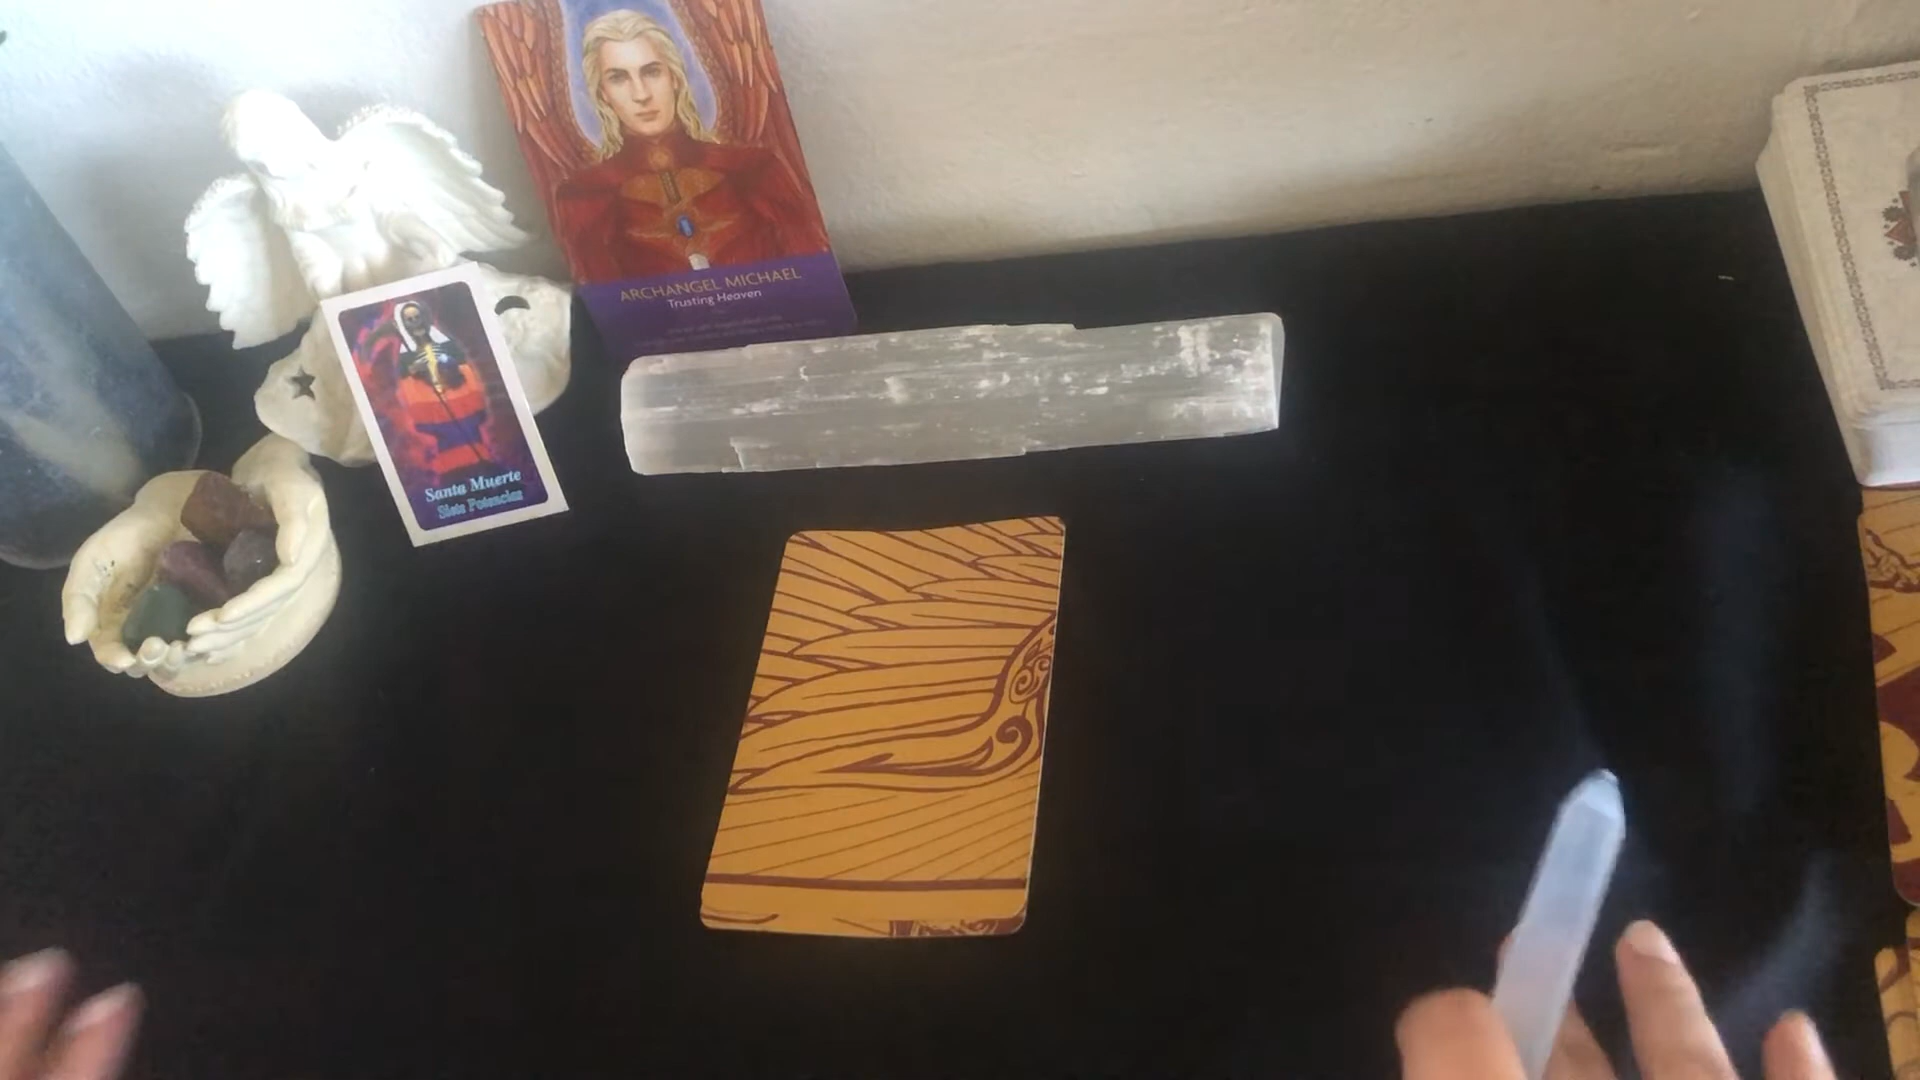 ARCHANGEL MICHAEL
Trusting Heaven
Santa Muerte
Siete Potencias